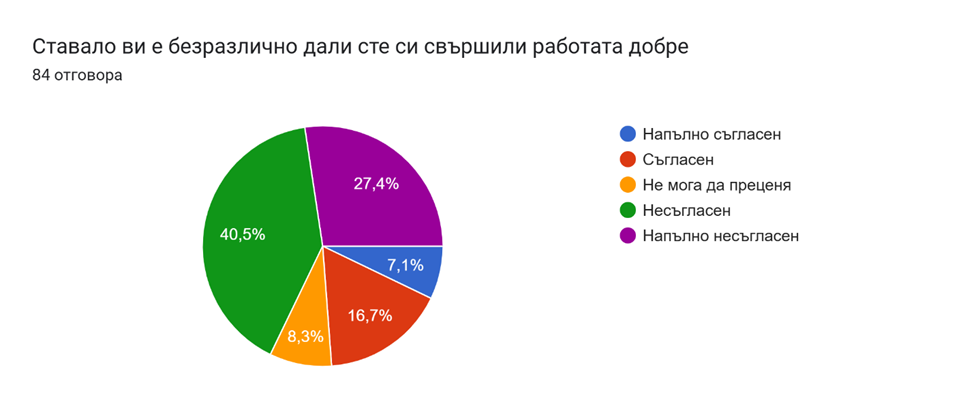 Ставало ви е безразлично дали сте си свършили работата добре
84 отговора
27,4%
40,5%
7,1%
16,7%
8,3%
Напълно съгласен
Съгласен
Не мога да преценя
Несъгласен
Напълно несъгласен